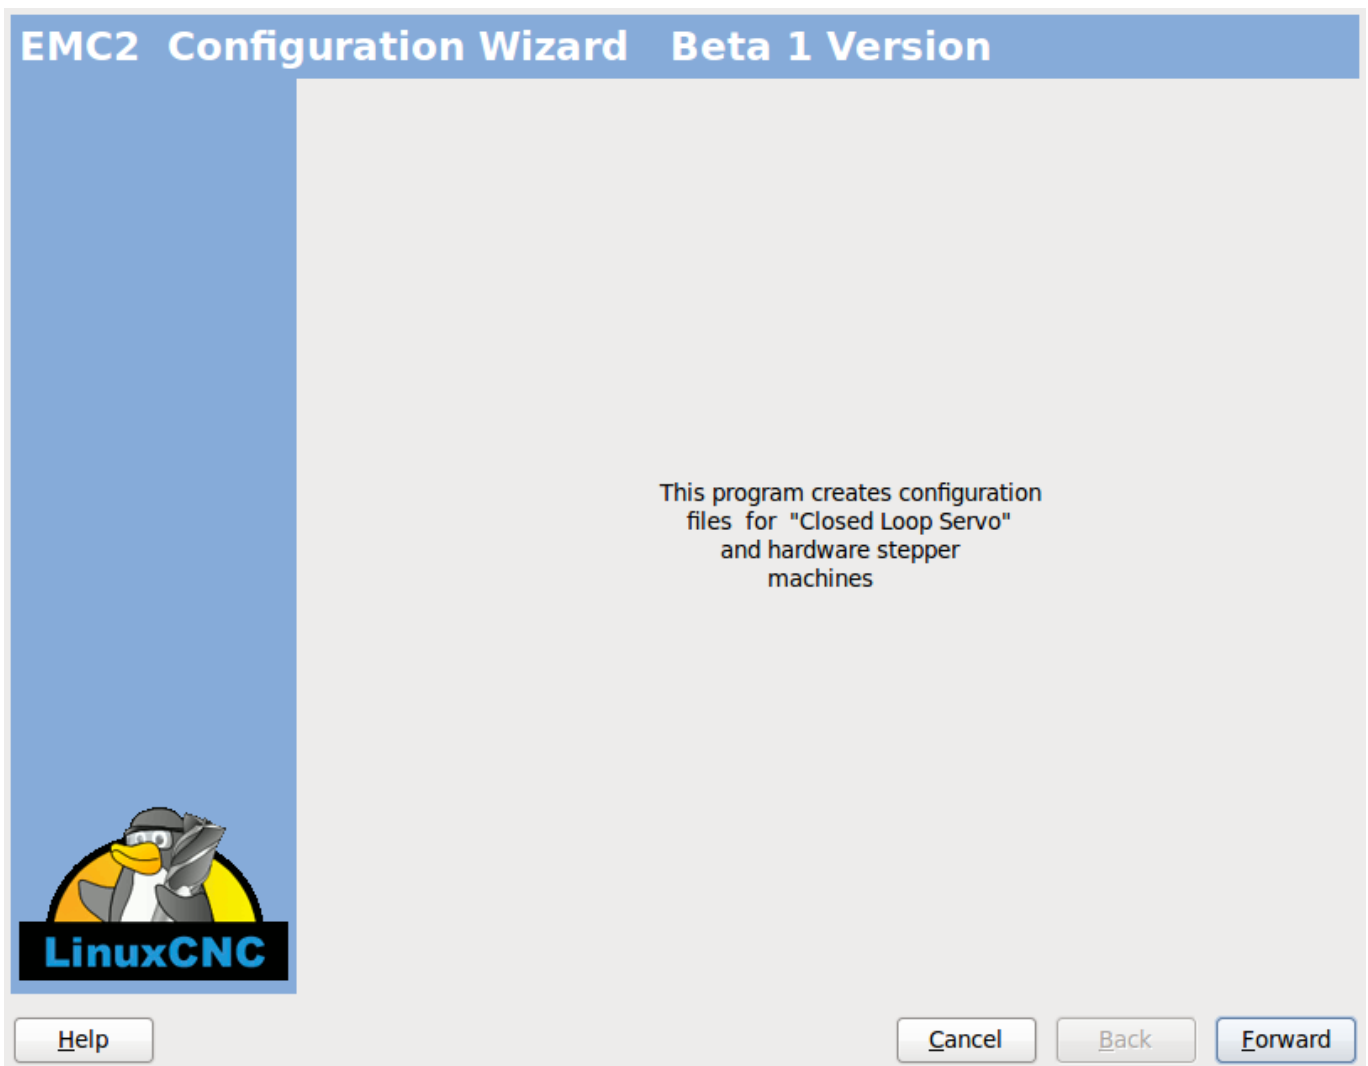 EMC2  Configuration Wizard   Beta 1 Version
This program creates configuration
files  for  "Closed Loop Servo"
and hardware stepper
machines
LinuxCNC
Help
Cancel
Back
Forward